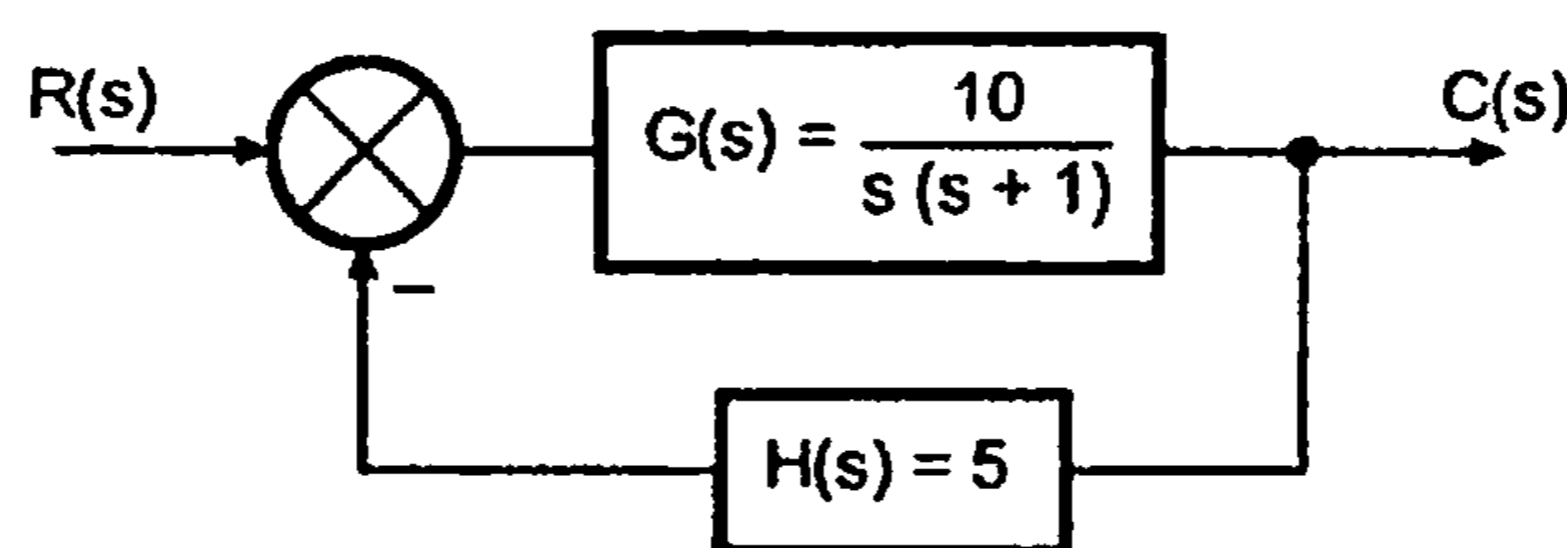 R(s)
G(s) = 10 / s (s + 1)
C(s)
–
H(s) = 5